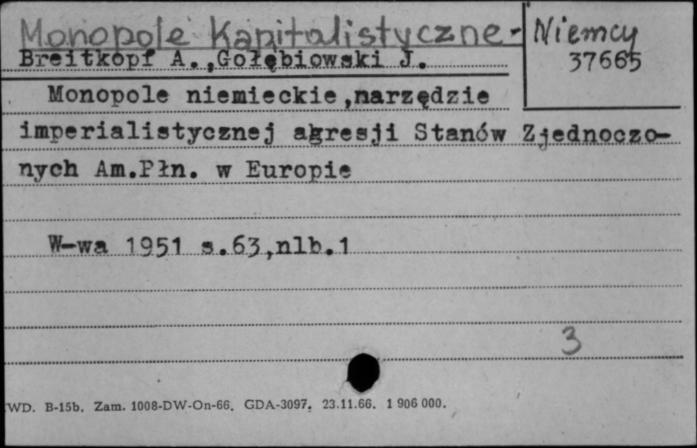 Monopole Kapitalistyczne - Niemcy
37665
Breitkopf A.,Gołębiowski J.
Monopole niemieckie,narzędzie
imperialistycznej agresji Stanów Zjednoczo-
nych Am.Płn. w Europie
W-wa 1951 s.63,nlb.1
3
WD. B-15b. Zam. 1008-DW-On-66. GDA-3097. 23.11.66. 1 906 000.